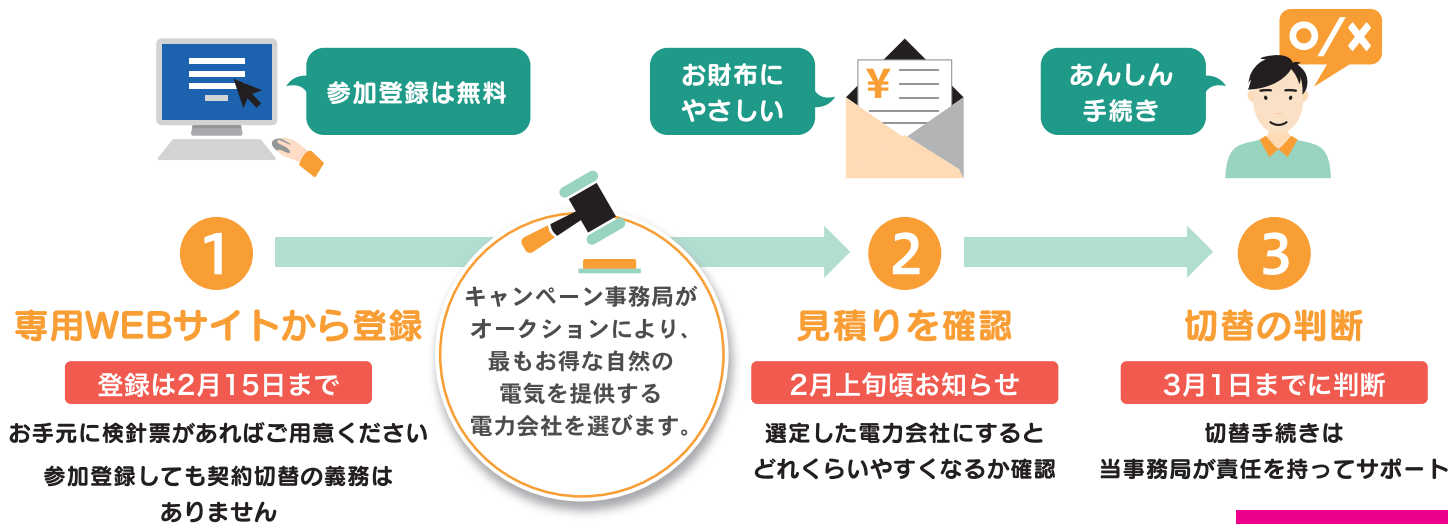 参加登録は無料
お財布に
やさしい
¥
あんしん
手続き
O/X
1
専用WEBサイトから登録
登録は2月15日まで
お手元に検針票があればご用意ください
参加登録しても契約切替の義務は
ありません
キャンペーン事務局が
オークションにより、
最もお得な自然の
電気を提供する
電力会社を選びます。
2
見積りを確認
2月上旬頃お知らせ
選定した電力会社にすると
どれくらいやすくなるか確認
3
切替の判断
3月1日までに判断
切替手続きは
当事務局が責任を持ってサポート